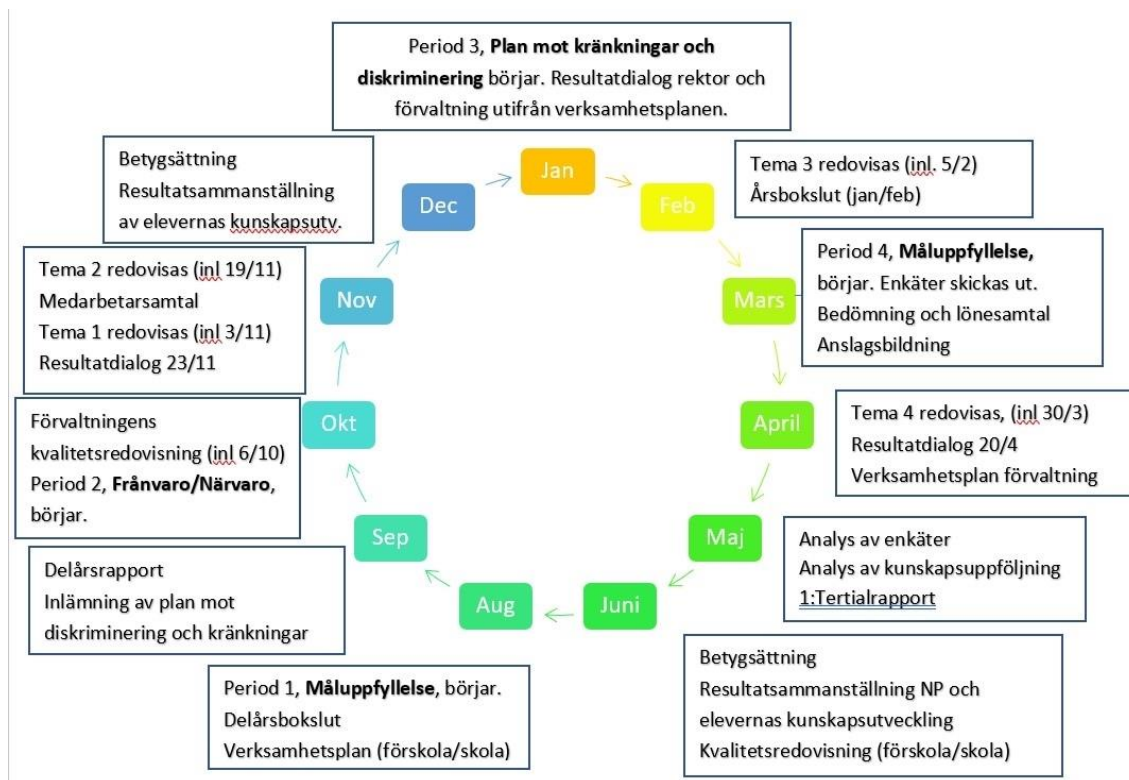 Period 3, Plan mot kränkningar och
diskriminering börjar. Resultatdialog rektor och
förvaltning utifrån verksamhetsplanen.
Jan
Tema 3 redovisas (inl. 5/2)
Årsbokslut (jan/feb)
Feb
Period 4, Måluppfyllelse,
börjar. Enkäter skickas ut.
Bedömning och lönesamtal
Anslagsbildning
Mars
Tema 4 redovisas, (inl 30/3)
Resultatdialog 20/4
Verksamhetsplan förvaltning
April
Analys av enkäter
Analys av kunskapsuppföljning
1:Tertialrapport
Maj
Betygsättning
Resultatsammanställning NP och
elevernas kunskapsutveckling
Kvalitetsredovisning (förskola/skola)
Juni
Period 1, Måluppfyllelse, börjar.
Delårsbokslut
Verksamhetsplan (förskola/skola)
Aug
Delårsrapport
Inlämning av plan mot
diskriminering och kränkningar
Sep
Förvaltningens
kvalitetsredovisning (inl 6/10)
Period 2, Frånvaro/Närvaro,
börjar.
Okt
Tema 2 redovisas (inl 19/11)
Medarbetarsamtal
Tema 1 redovisas (inl 3/11)
Resultatdialog 23/11
Nov
Betygsättning
Resultatsammanställning
av elevernas kunskapsutv.
Dec